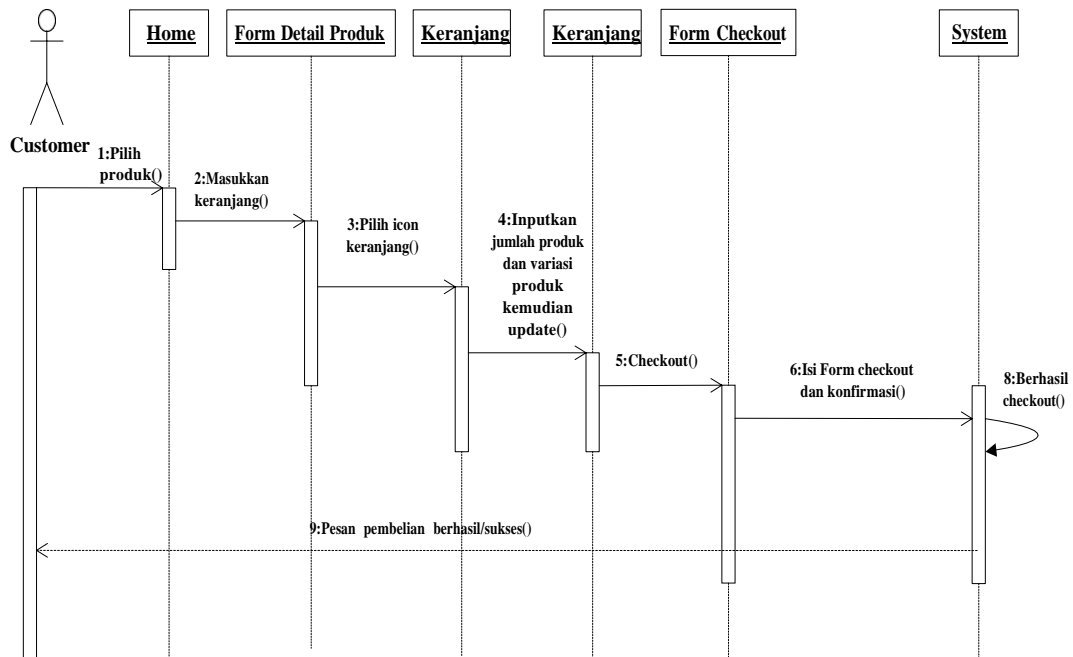 Home
Form Detail Produk
Keranjang
Keranjang
Form Checkout
System
Customer
1:Pilih
produk()
2:Masukkan
keranjang()
3:Pilih icon
keranjang()
4:Inputkan
jumlah produk
dan variasi
produk
kemudian
update()
5:Checkout()
6:Isi Form checkout
dan konfirmasi()
8:Berhasil
checkout()
9:Pesan pembelian berhasil/sukses()